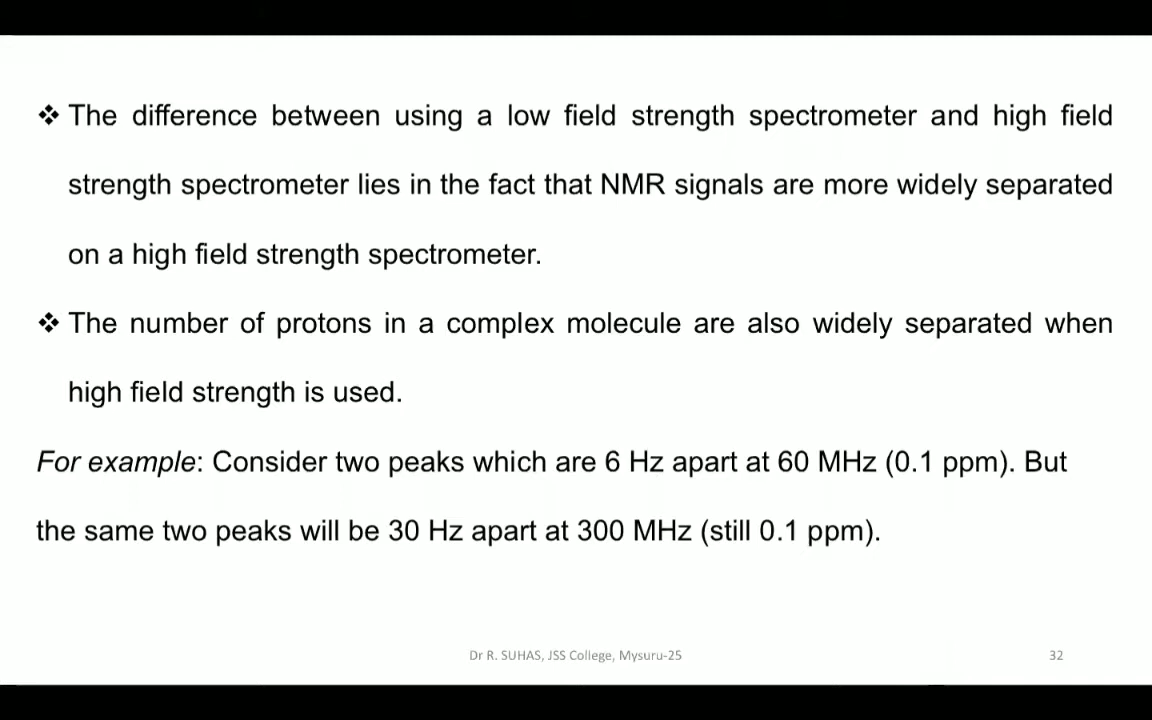 ❖ The difference between using a low field strength spectrometer and high field
strength spectrometer lies in the fact that NMR signals are more widely separated
on a high field strength spectrometer.
❖ The number of protons in a complex molecule are also widely separated when
high field strength is used.
For example: Consider two peaks which are 6 Hz apart at 60 MHz (0.1 ppm). But
the same two peaks will be 30 Hz apart at 300 MHz (still 0.1 ppm).
Dr R. SUHAS, JSS College, Mysuru-25 32